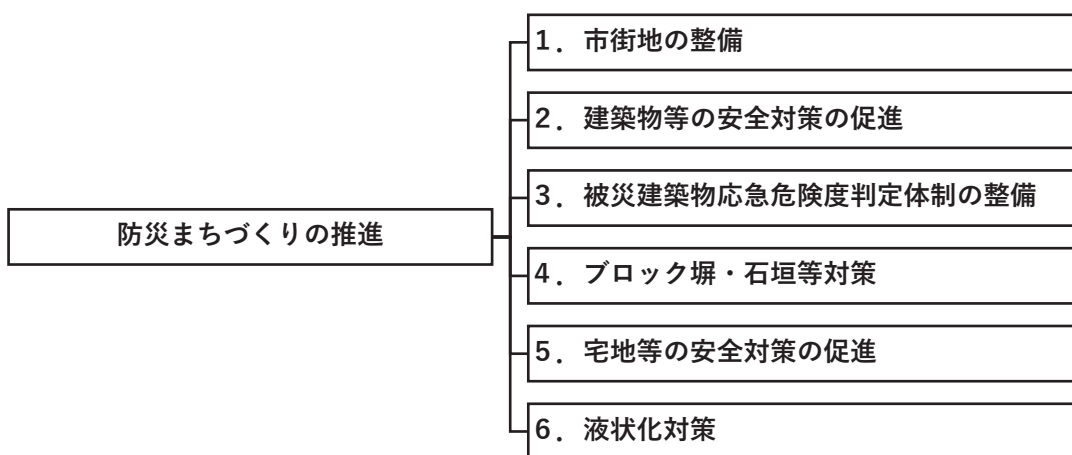 防災まちづくりの推進
1．市街地の整備
2．建築物等の安全対策の促進
3．被災建築物応急危険度判定体制の整備
4．ブロック塀・石垣等対策
5．宅地等の安全対策の促進
6．液状化対策